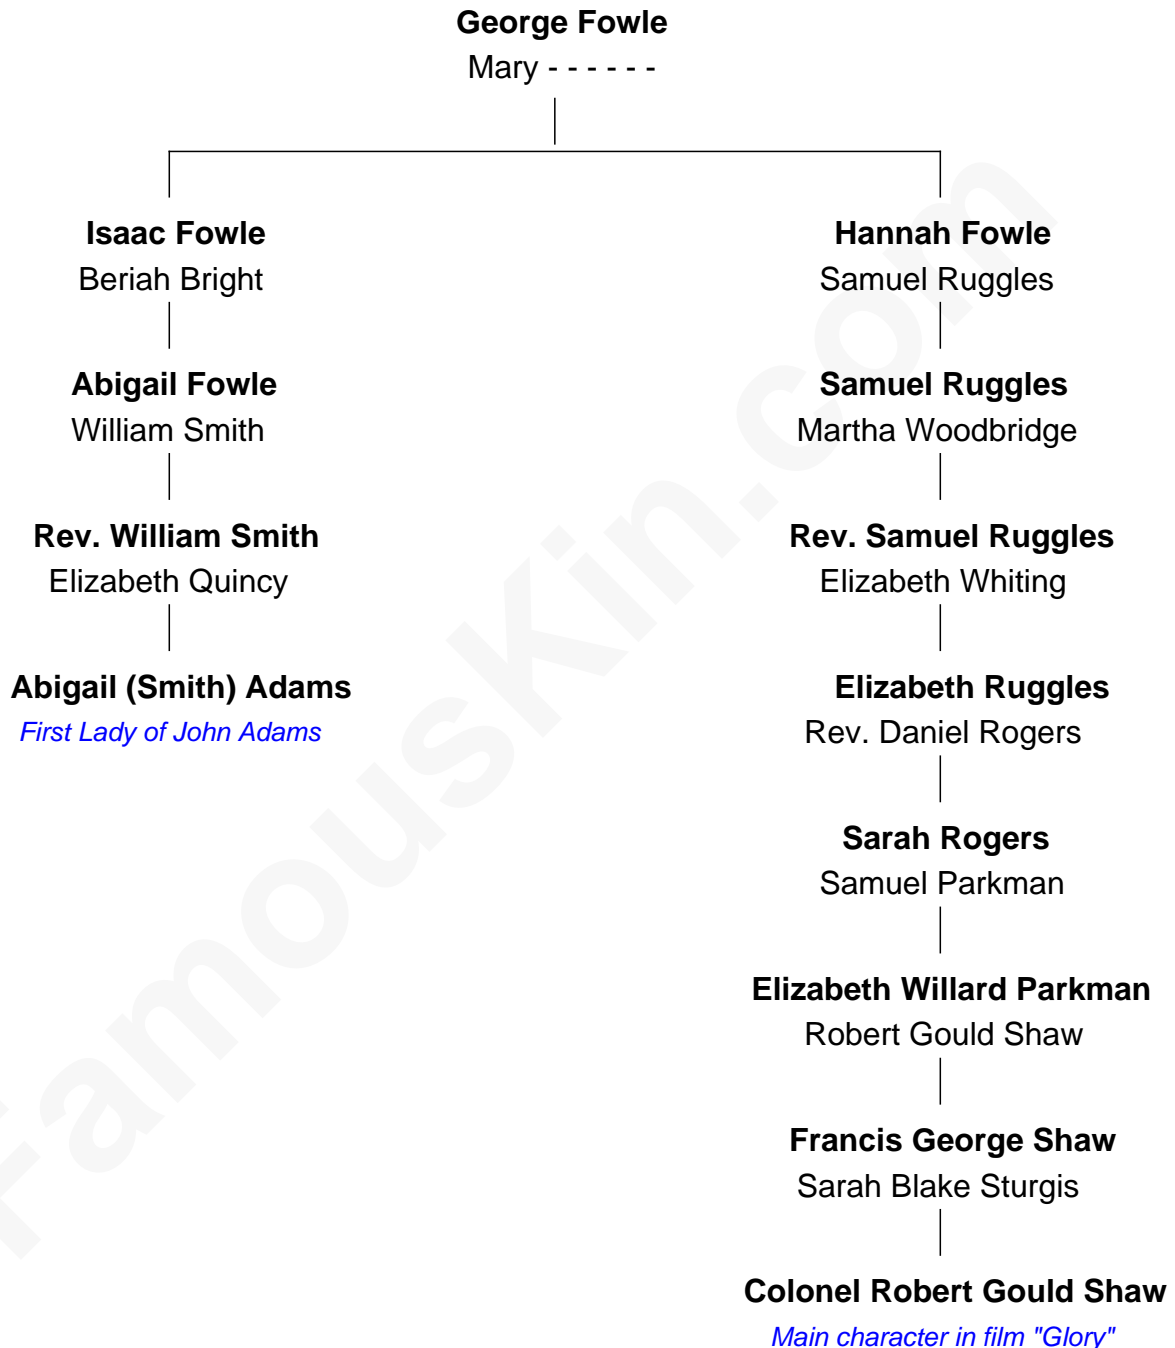 George Fowle
Mary - - - - - -
Isaac Fowle
Beriah Bright
Hannah Fowle
Samuel Ruggles
Abigail Fowle
William Smith
Samuel Ruggles
Martha Woodbridge
Rev. William Smith
Elizabeth Quincy
Rev. Samuel Ruggles
Elizabeth Whiting
Abigail (Smith) Adams
First Lady of John Adams
Elizabeth Ruggles
Rev. Daniel Rogers
Sarah Rogers
Samuel Parkman
Elizabeth Willard Parkman
Robert Gould Shaw
Francis George Shaw
Sarah Blake Sturgis
Colonel Robert Gould Shaw
Main character in film "Glory"
FamousKin.com